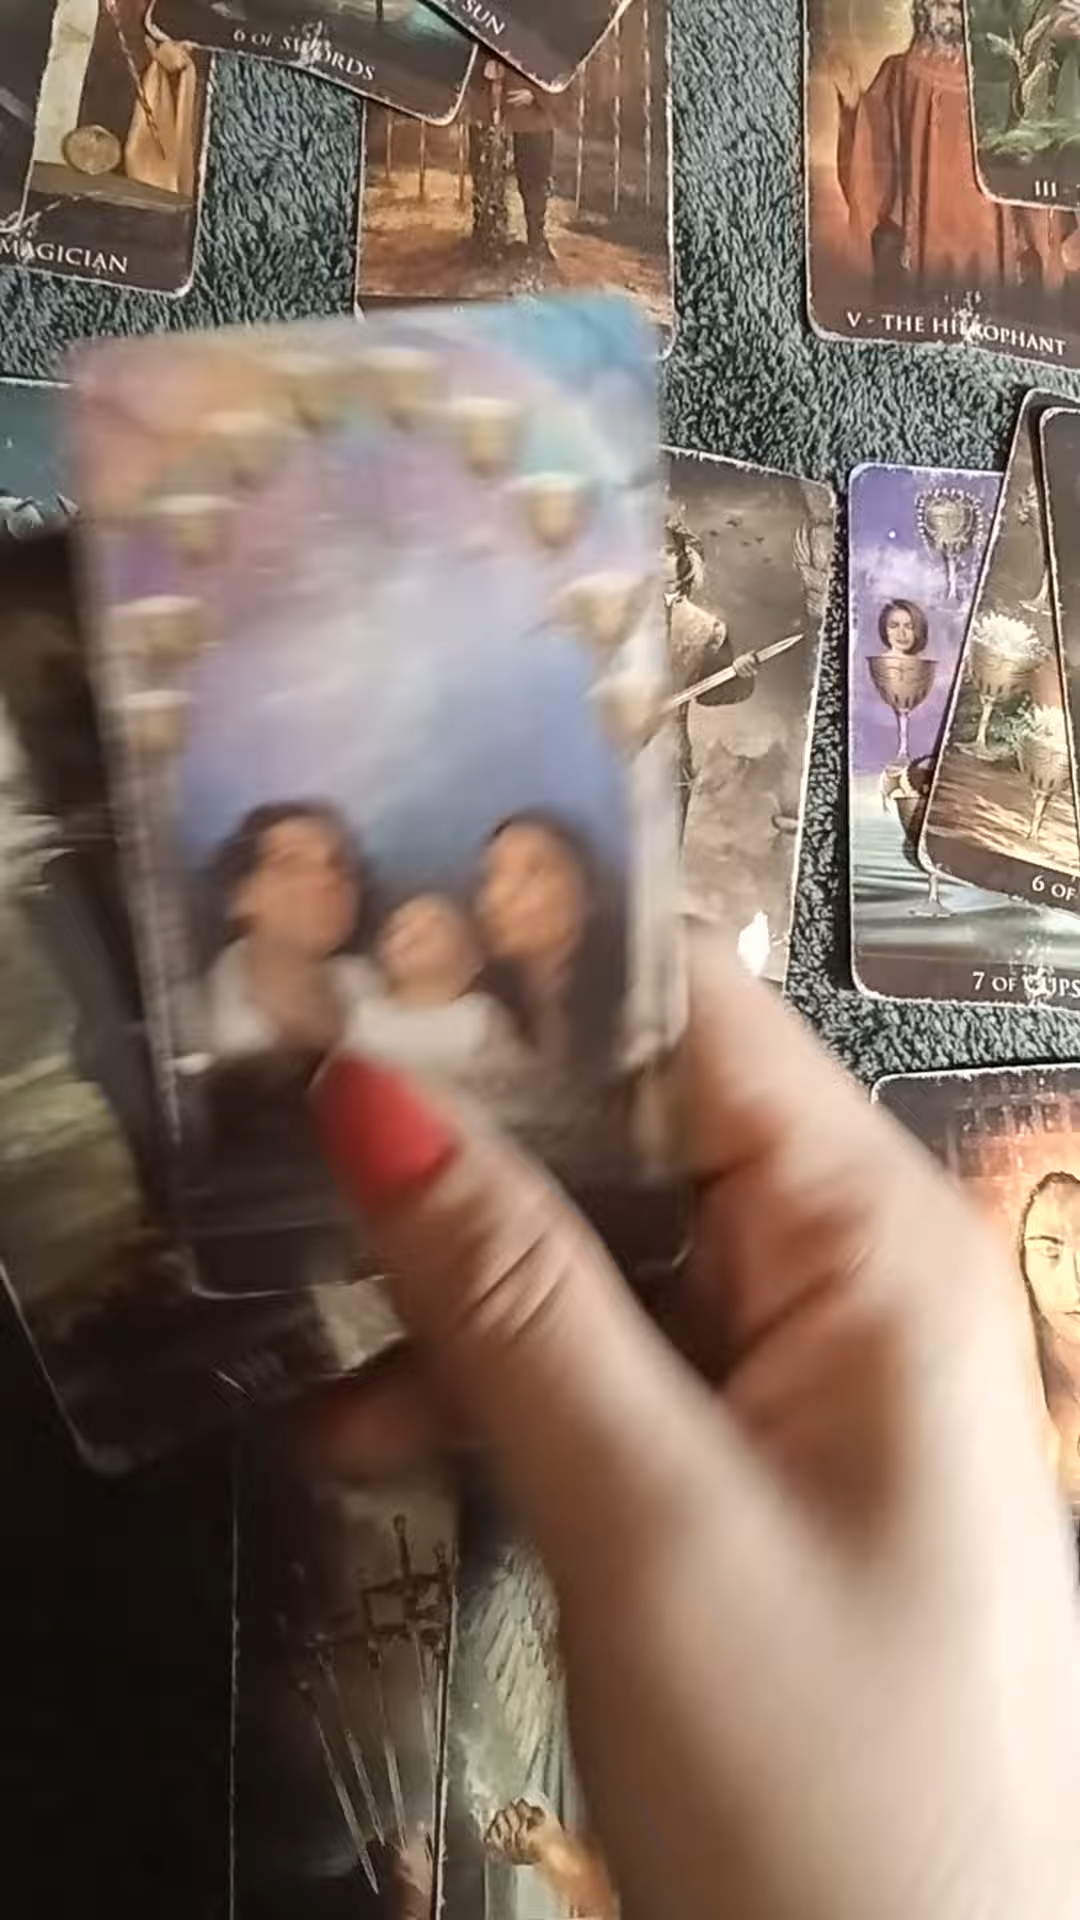 6 OF SWORDS
SUN
MAGICIAN
III -
V - THE HIEROPHANT
6 OF
7 OF CUPS